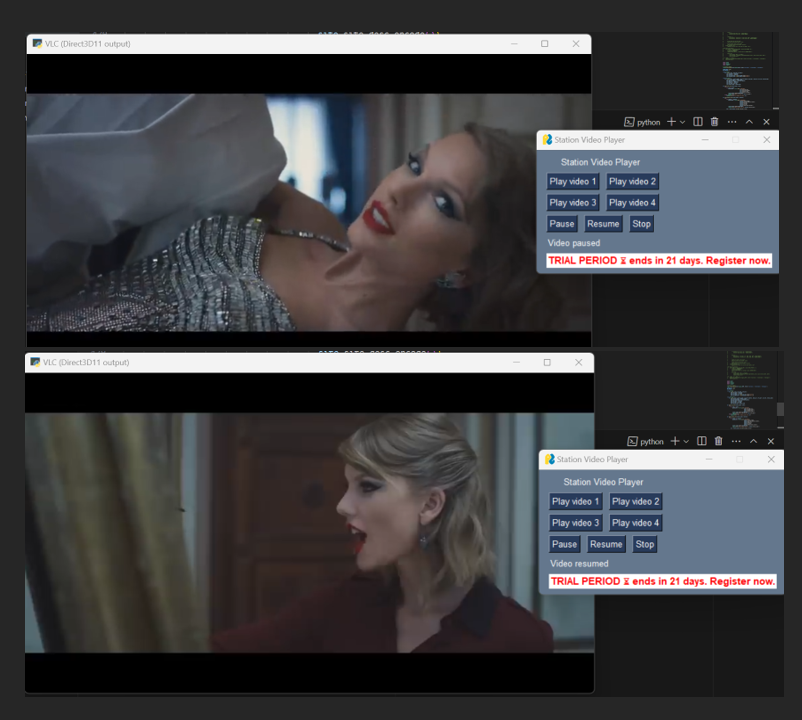 VLC (Direct3D11 output)
python
Station Video Player
Station Video Player
Play video 1 Play video 2
Play video 3 Play video 4
Pause Resume Stop
Video paused
TRIAL PERIOD ⌛ ends in 21 days. Register now.
VLC (Direct3D11 output)
python
Station Video Player
Station Video Player
Play video 1 Play video 2
Play video 3 Play video 4
Pause Resume Stop
Video resumed
TRIAL PERIOD ⌛ ends in 21 days. Register now.